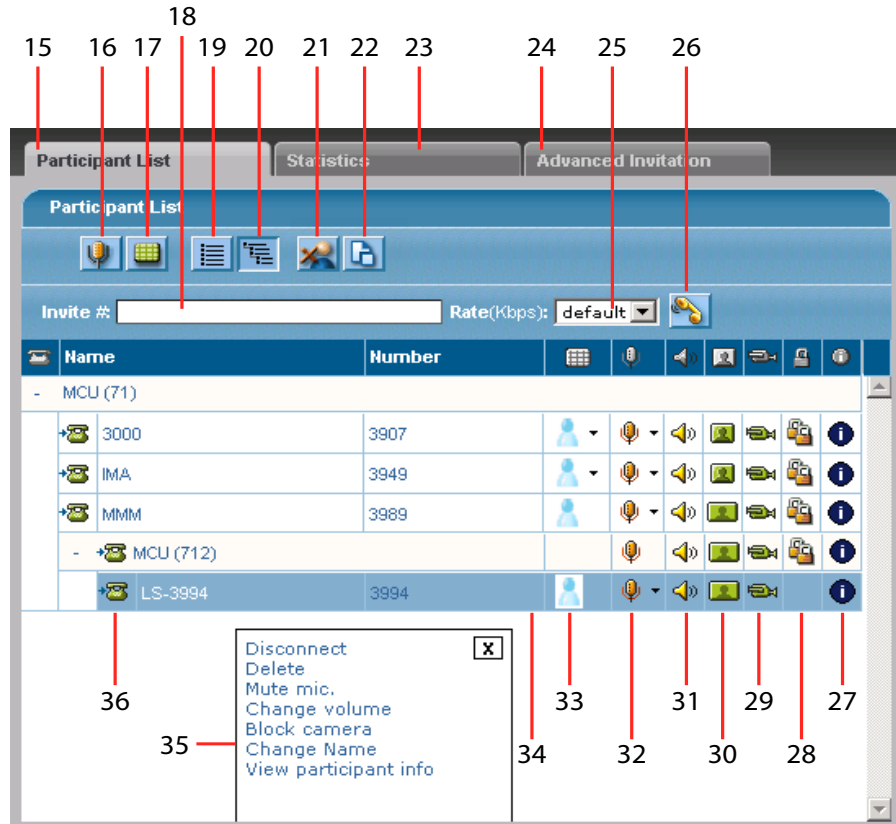 18
15 16 17 19 20 21 22 23 24 25 26
Participant List Statistics Advanced Invitation
Participant List
Invite #: Rate(Kbps): default
Name Number
- MCU (71)
3000 3907
IMA 3949
MMM 3989
- MCU (712)
LS-3994 3994
Disconnect X
Delete
Mute mic.
Change volume
Block camera
Change Name
View participant info
36 33 31 29 27
35 34 32 30 28